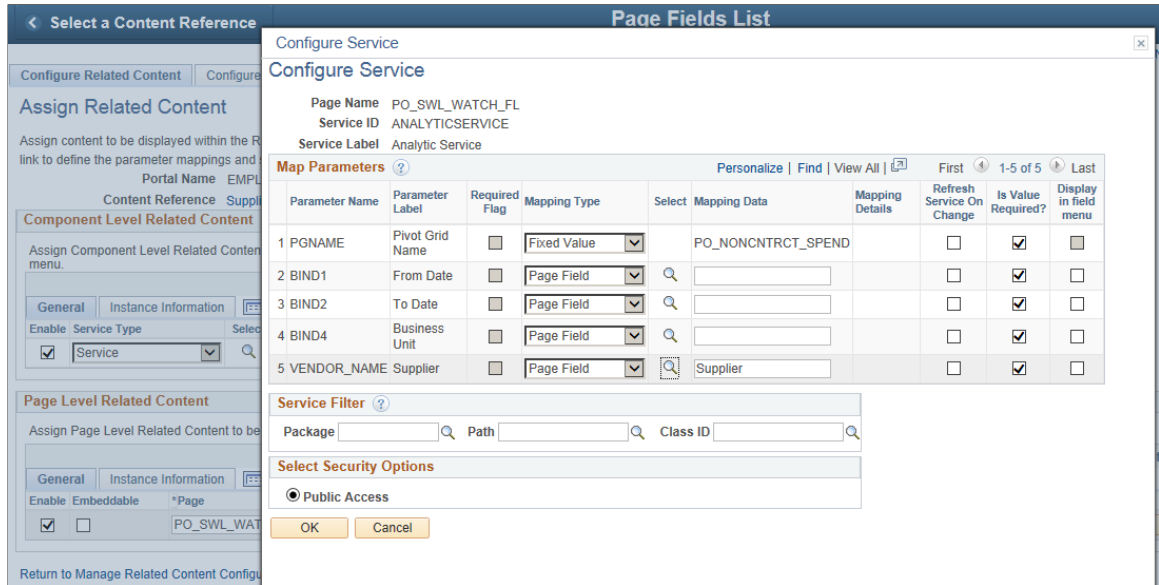 Select a Content Reference
Page Fields List
Configure Related Content
Configure
Assign Related Content
Assign content to be displayed within the R
link to define the parameter mappings and
Portal Name EMPL
Content Reference Suppli
Component Level Related Content
Assign Component Level Related Conten
menu.
General Instance Information
Enable Service Type Selec
Service
Page Level Related Content
Assign Page Level Related Content to be
General Instance Information
Enable Embeddable *Page
PO_SWL_WAT
Return to Manage Related Content Configu
Configure Service
Configure Service
Page Name PO_SWL_WATCH_FL
Service ID ANALYTICSERVICE
Service Label Analytic Service
Map Parameters ? Personalize | Find | View All | First 1-5 of 5 Last
Parameter Name Parameter Label Required Flag Mapping Type Select Mapping Data Mapping Details Refresh Service On Change Is Value Required? Display in field menu
1 PGNAME Pivot Grid Name Fixed Value PO_NONCNTRCT_SPEND
2 BIND1 From Date Page Field
3 BIND2 To Date Page Field
4 BIND4 Business Unit Page Field
5 VENDOR_NAME Supplier Page Field Supplier
Service Filter ?
Package Path Class ID
Select Security Options
Public Access
OK Cancel